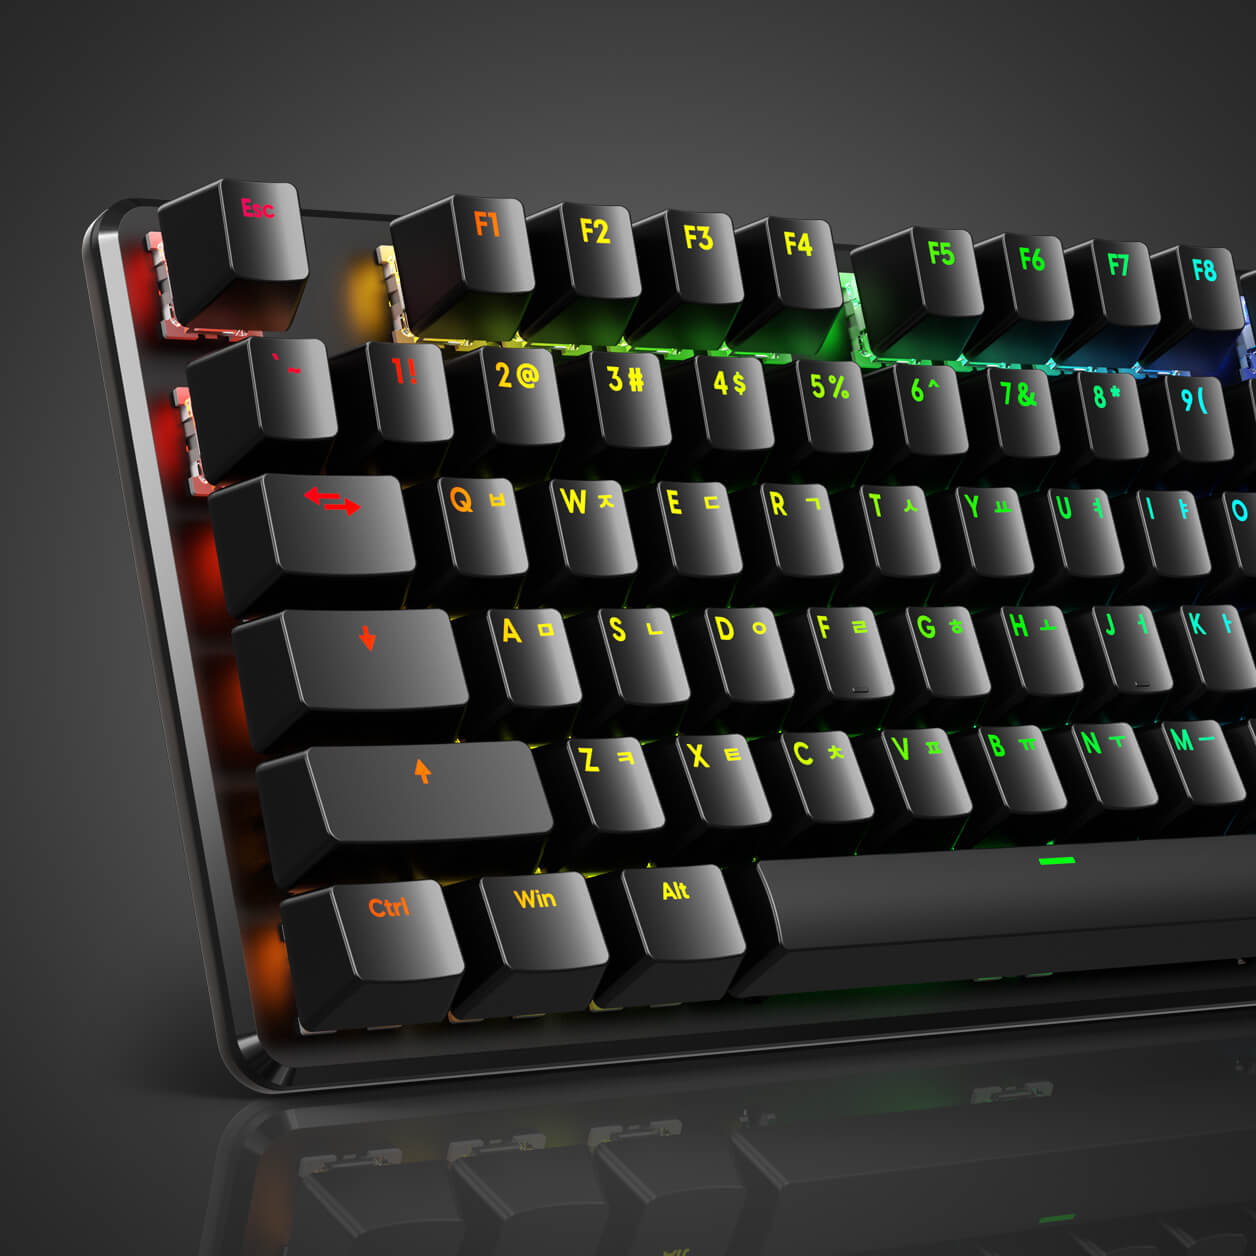 Esc F1 F2 F3 F4 F5 F6 F7 F8
` ~ 1! 2@ 3# 4$ 5% 6^ 7& 8* 9(
Q ㅂ W ㅈ E ㄷ R ㄱ T ㅅ Y ㅛ U ㅕ I ㅑ O
A ㅁ S ㄴ D ㅇ F ㄹ G ㅎ H ㅗ J ㅓ K ㅏ
Z ㅋ X ㅌ C ㅊ V ㅍ B ㅠ N ㅜ M ㅡ
Ctrl Win Alt